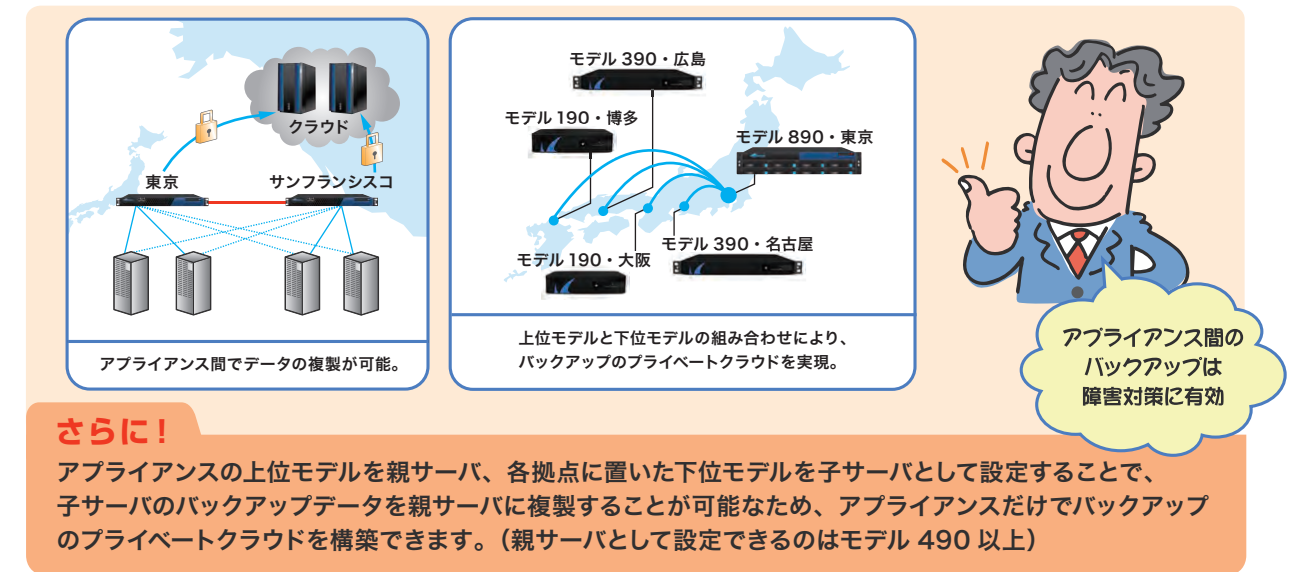 クラウド
東京
サンフランシスコ
アプライアンス間でデータの複製が可能。
モデル 390・広島
モデル 190・博多
モデル 890・東京
モデル 390・名古屋
モデル 190・大阪
上位モデルと下位モデルの組み合わせにより、
バックアップのプライベートクラウドを実現。
アプライアンス間の
バックアップは
障害対策に有効
さらに!
アプライアンスの上位モデルを親サーバ、各拠点に置いた下位モデルを子サーバとして設定することで、
子サーバのバックアップデータを親サーバに複製することが可能なため、アプライアンスだけでバックアップ
のプライベートクラウドを構築できます。(親サーバとして設定できるのはモデル 490 以上)